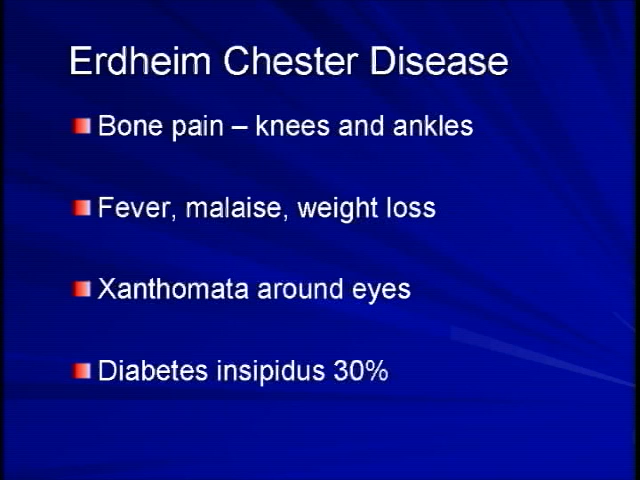 Erdheim Chester Disease
Bone pain – knees and ankles
Fever, malaise, weight loss
Xanthomata around eyes
Diabetes insipidus 30%